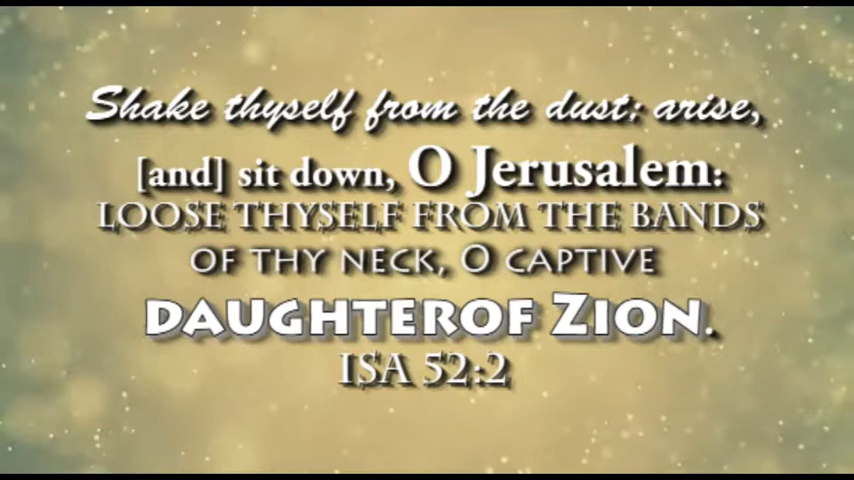 Shake thyself from the dust; arise,
[and] sit down, O Jerusalem:
LOOSE THYSELF FROM THE BANDS
OF THY NECK, O CAPTIVE
DAUGHTEROF ZION.
ISA 52:2